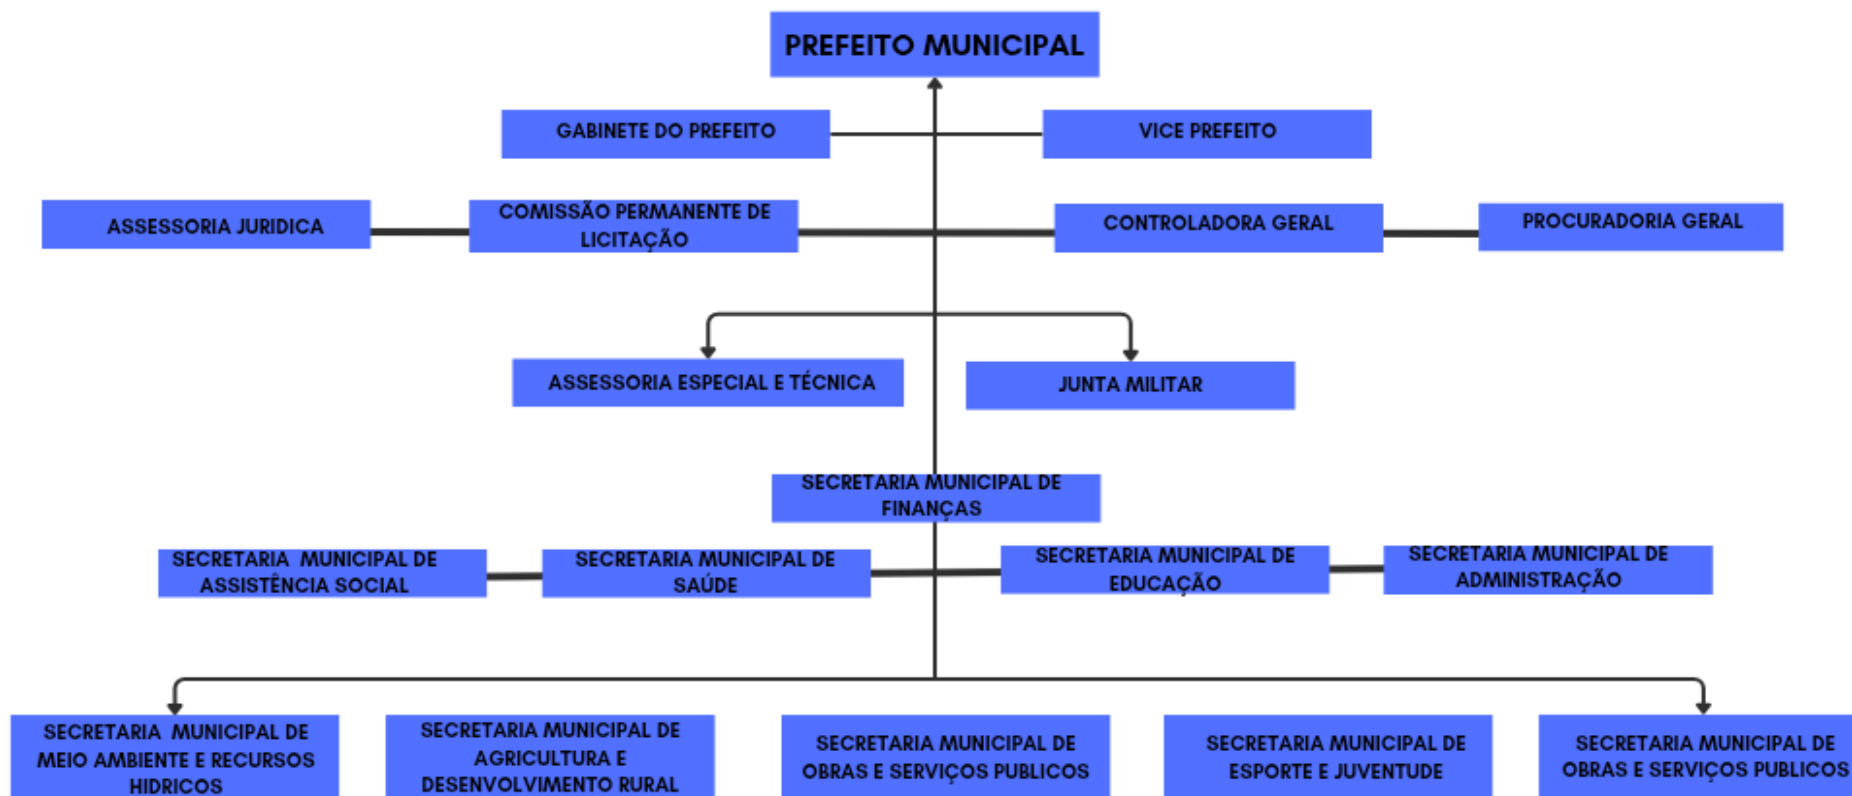 PREFEITO MUNICIPAL
GABINETE DO PREFEITO
VICE PREFEITO
ASSESSORIA JURIDICA
COMISSÃO PERMANENTE DE
LICITAÇÃO
CONTROLADORA GERAL
PROCURADORIA GERAL
ASSESSORIA ESPECIAL E TÉCNICA
JUNTA MILITAR
SECRETARIA MUNICIPAL DE
FINANÇAS
SECRETARIA MUNICIPAL DE
ASSISTÊNCIA SOCIAL
SECRETARIA MUNICIPAL DE
SAÚDE
SECRETARIA MUNICIPAL DE
EDUCAÇÃO
SECRETARIA MUNICIPAL DE
ADMINISTRAÇÃO
SECRETARIA MUNICIPAL DE
MEIO AMBIENTE E RECURSOS
HIDRICOS
SECRETARIA MUNICIPAL DE
AGRICULTURA E
DESENVOLVIMENTO RURAL
SECRETARIA MUNICIPAL DE
OBRAS E SERVIÇOS PUBLICOS
SECRETARIA MUNICIPAL DE
ESPORTE E JUVENTUDE
SECRETARIA MUNICIPAL DE
OBRAS E SERVIÇOS PUBLICOS